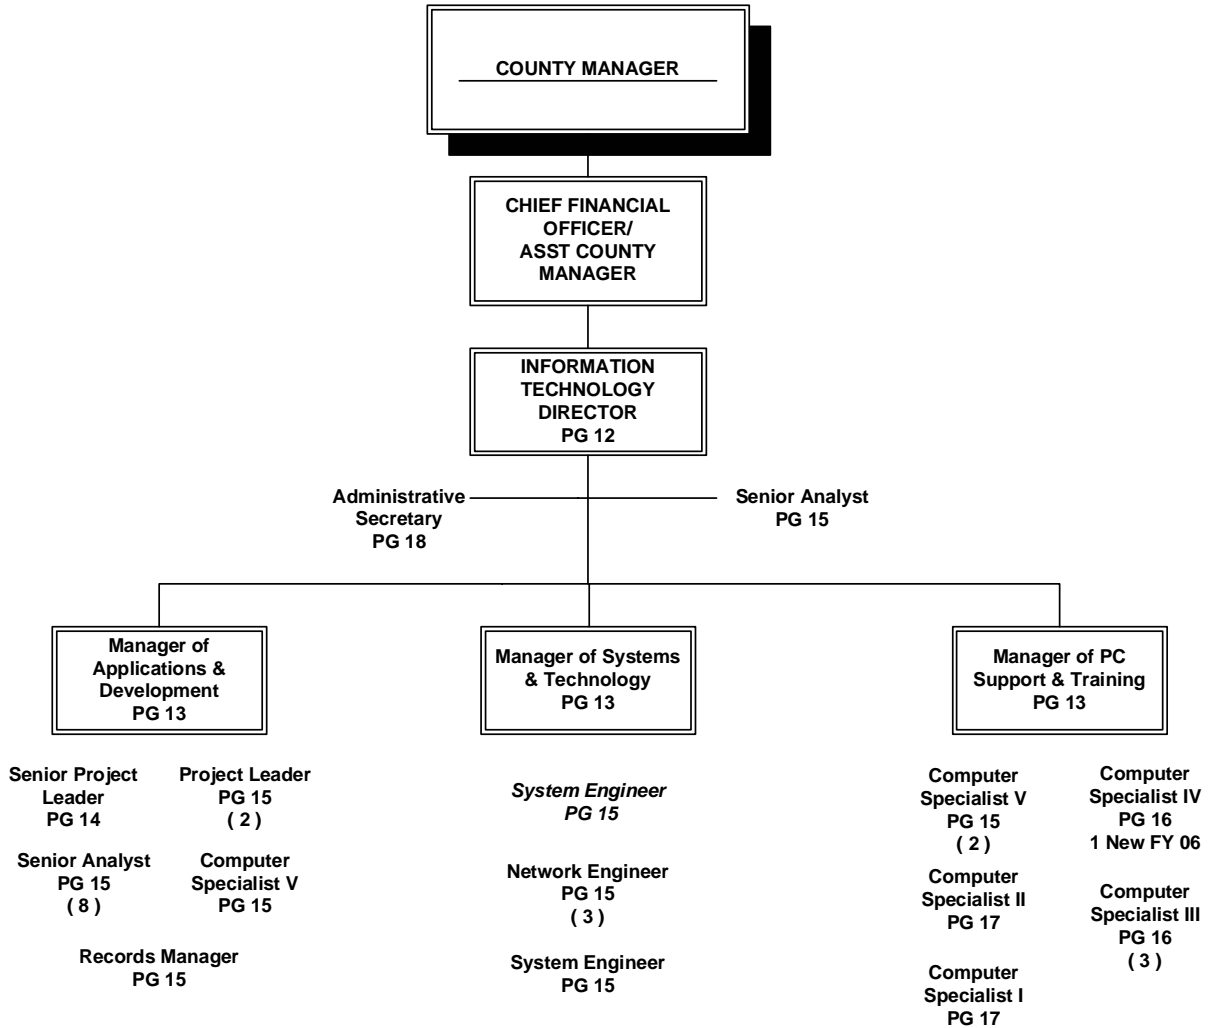 COUNTY MANAGER
CHIEF FINANCIAL
OFFICER/
ASST COUNTY
MANAGER
INFORMATION
TECHNOLOGY
DIRECTOR
PG 12
Administrative
Secretary
PG 18
Senior Analyst
PG 15
Manager of
Applications &
Development
PG 13
Senior Project
Leader
PG 14
Project Leader
PG 15
( 2 )
Senior Analyst
PG 15
( 8 )
Computer
Specialist V
PG 15
Records Manager
PG 15
Manager of Systems
& Technology
PG 13
System Engineer
PG 15
Network Engineer
PG 15
( 3 )
System Engineer
PG 15
Manager of PC
Support & Training
PG 13
Computer
Specialist V
PG 15
( 2 )
Computer
Specialist IV
PG 16
1 New FY 06
Computer
Specialist II
PG 17
Computer
Specialist III
PG 16
( 3 )
Computer
Specialist I
PG 17